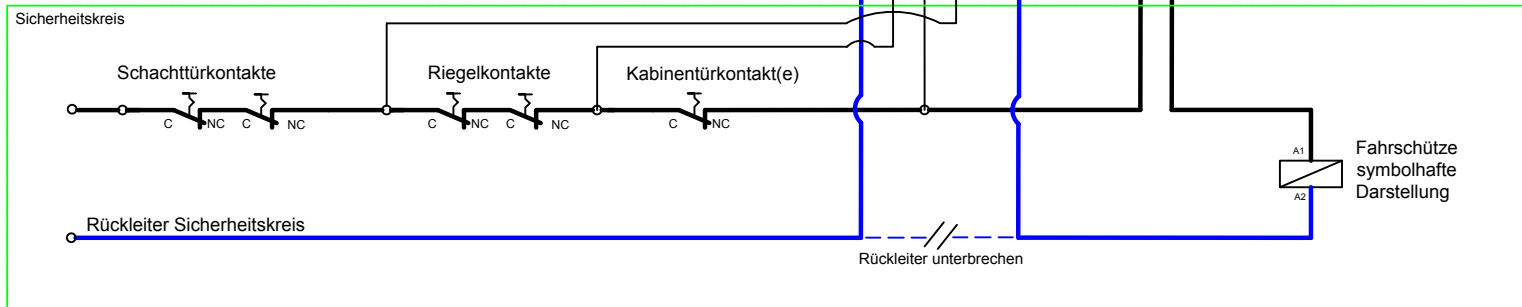 Sicherheitskreis
Schachttürkontakte
Riegelkontakte
Kabinentürkontakt(e)
C NC C NC C NC C NC C NC
A1
Fahrschütze
symbolhafte
Darstellung
A2
Rückleiter Sicherheitskreis
Rückleiter unterbrechen